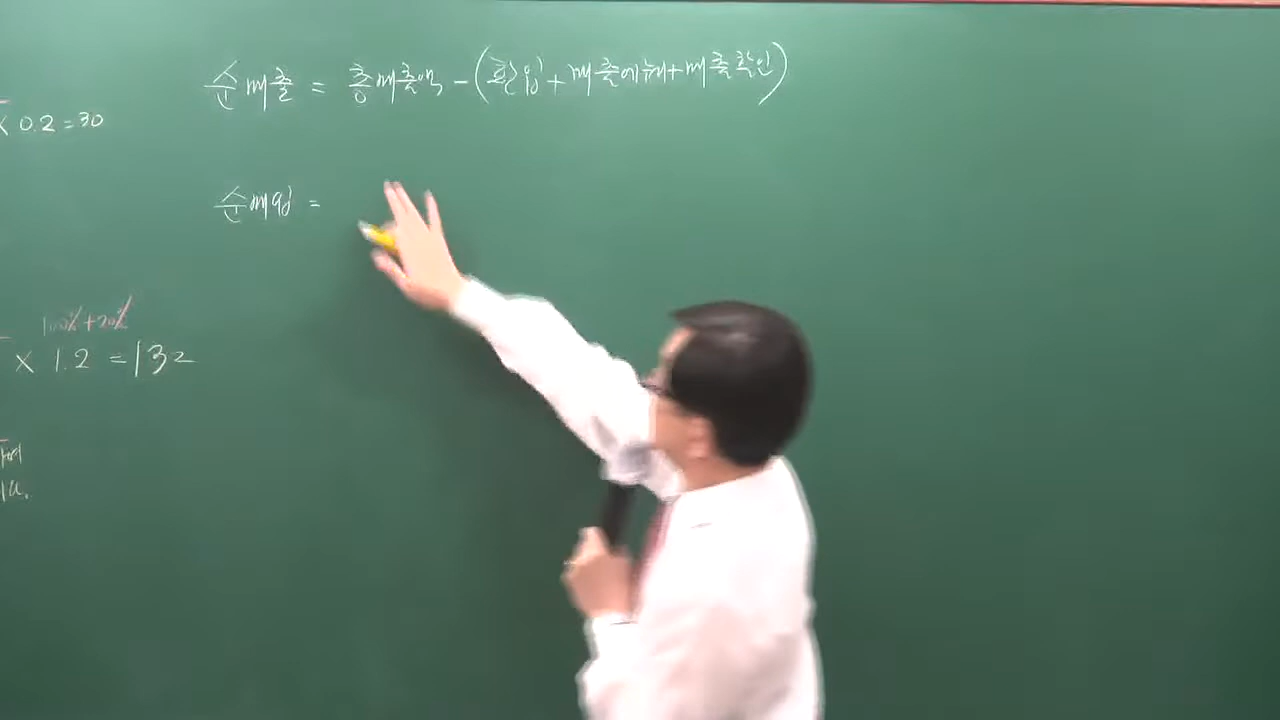 순매출 = 총매출액 - (환입 + 매출에누리 + 매출할인)
× 0.2 = 30
순매입 =
100% + 20%
× 1.2 = 132